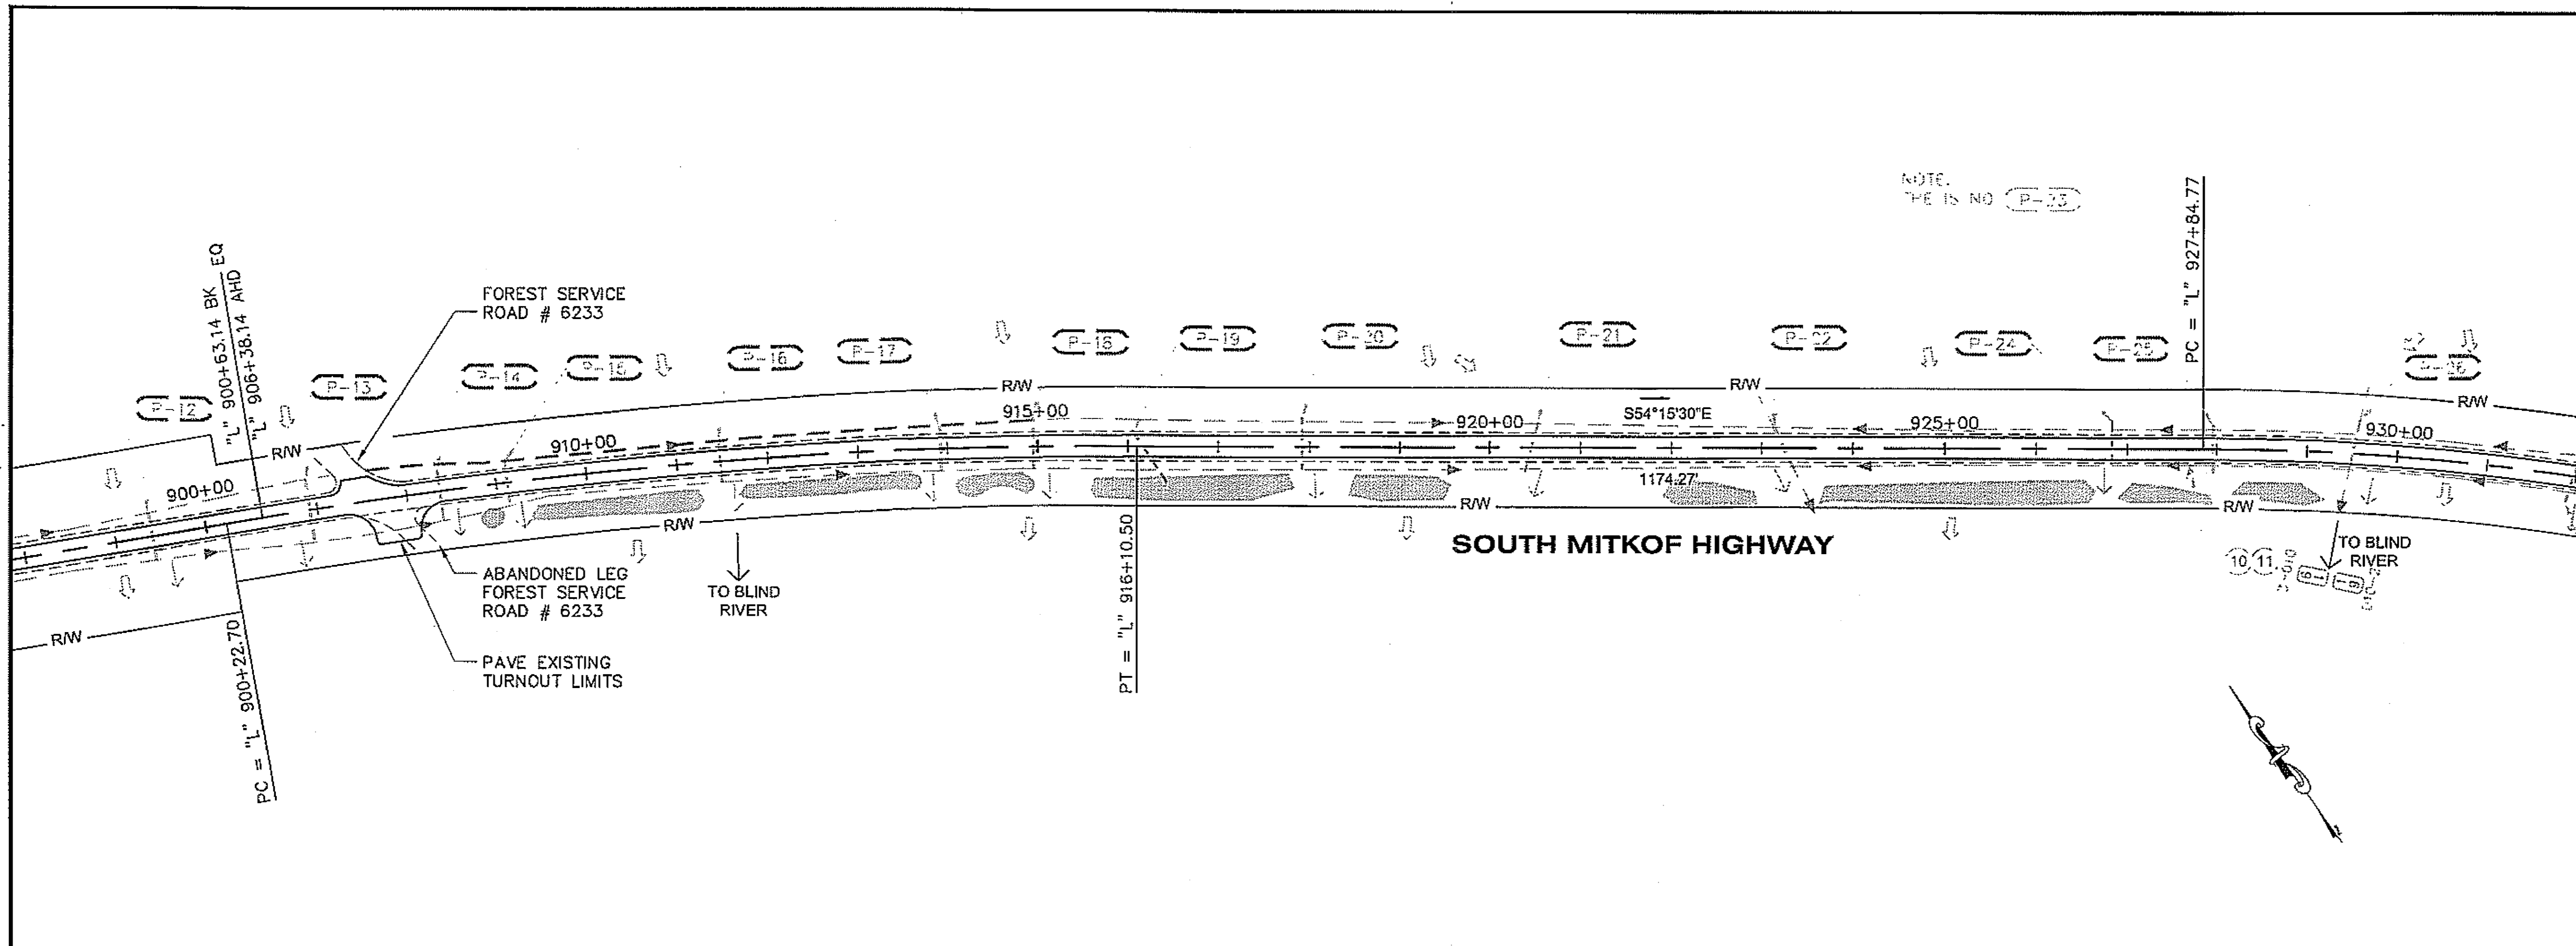 NOTE:
IS NO P-23
"L" 900+63.14 BK EQ
"L" 906+38.14 AHD
PC = "L" 927+84.77
FOREST SERVICE
ROAD # 6233
P-12
P-13
P-14
P-15
P-16
P-17
P-18
P-19
P-20
P-21
P-22
P-24
P-25
P-26
R/W
R/W
R/W
R/W
900+00
910+00
915+00
920+00
S54°15'30"E
925+00
930+00
1174.27'
R/W
R/W
R/W
R/W
SOUTH MITKOF HIGHWAY
ABANDONED LEG
FOREST SERVICE
ROAD # 6233
TO BLIND
RIVER
TO BLIND
RIVER
10
11
PAVE EXISTING
TURNOUT LIMITS
PC = "L" 900+22.70
PT = "L" 916+10.50